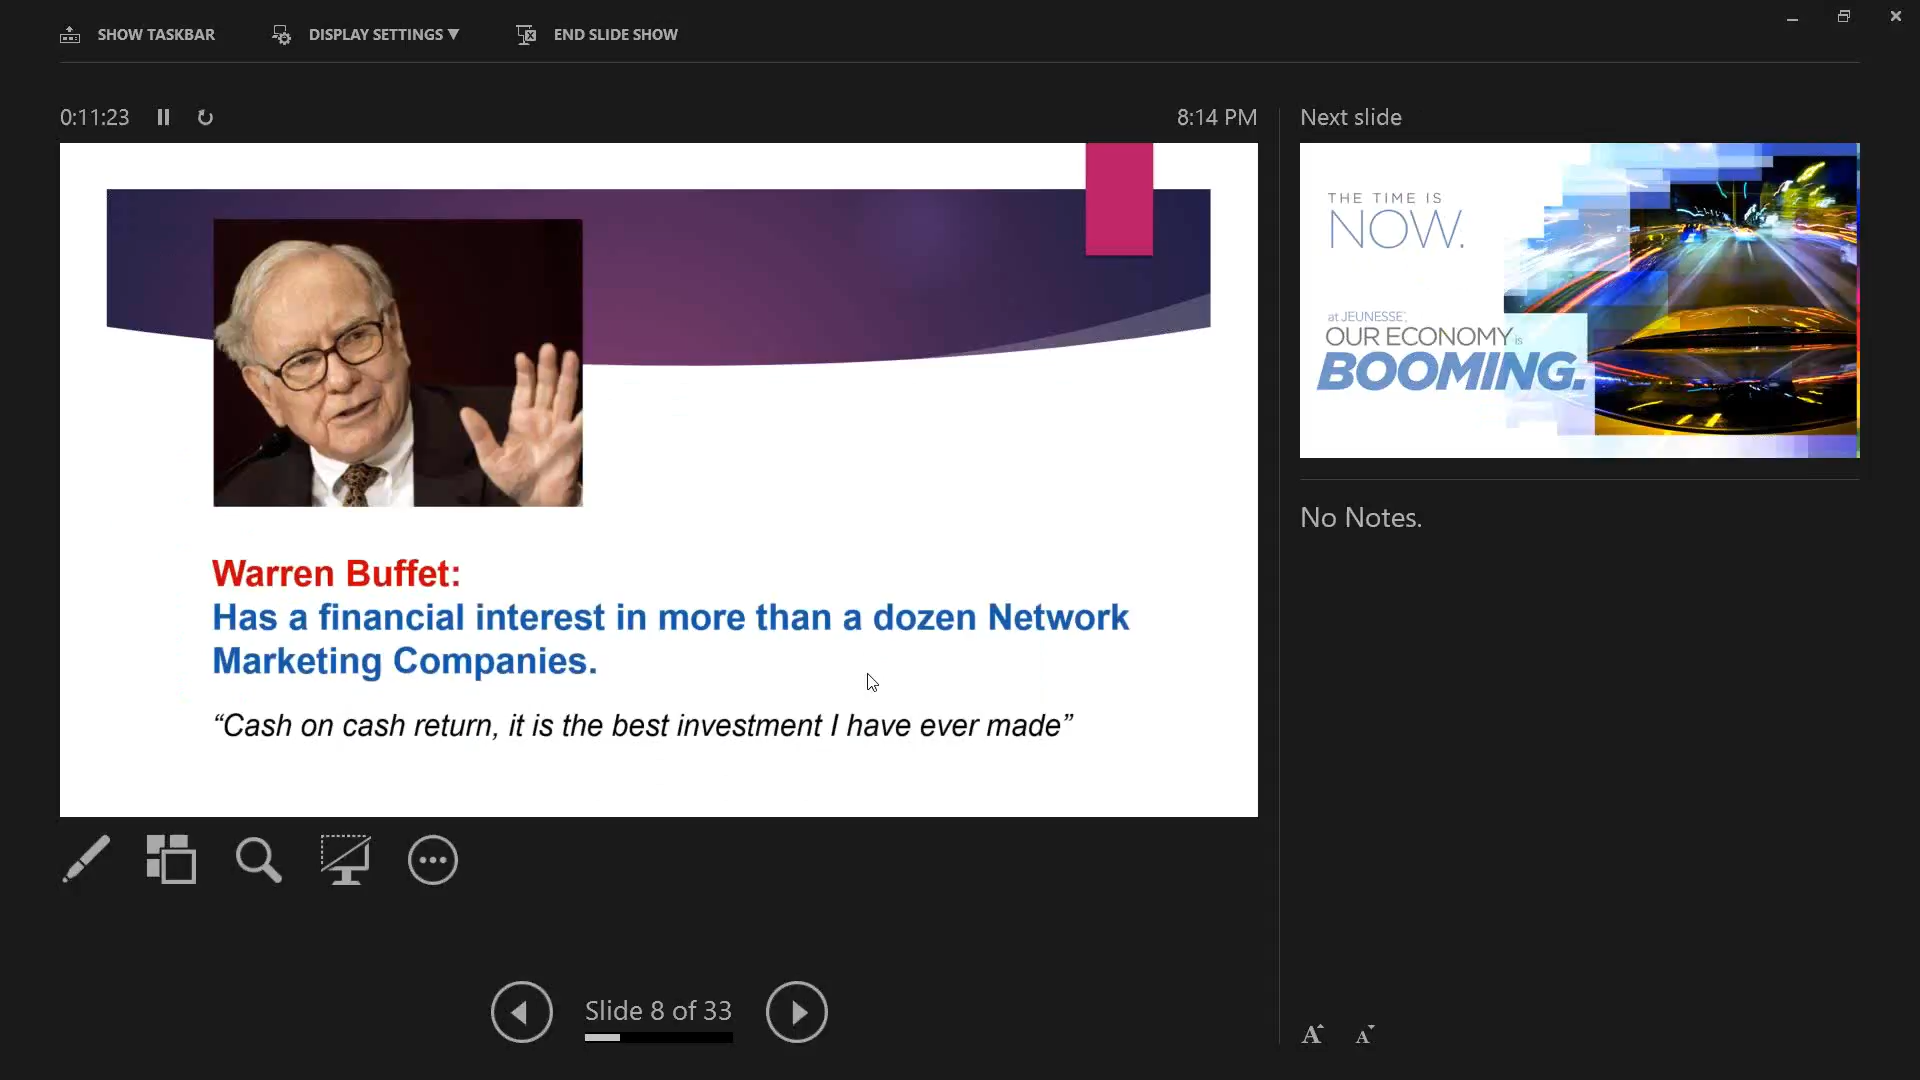 SHOW TASKBAR
DISPLAY SETTINGS ▼
END SLIDE SHOW
0:11:23
8:14 PM
Next slide
Warren Buffet:
Has a financial interest in more than a dozen Network
Marketing Companies.
“Cash on cash return, it is the best investment I have ever made”
THE TIME IS
NOW.
at JEUNESSE,
OUR ECONOMY is
BOOMING.
No Notes.
Slide 8 of 33
A A